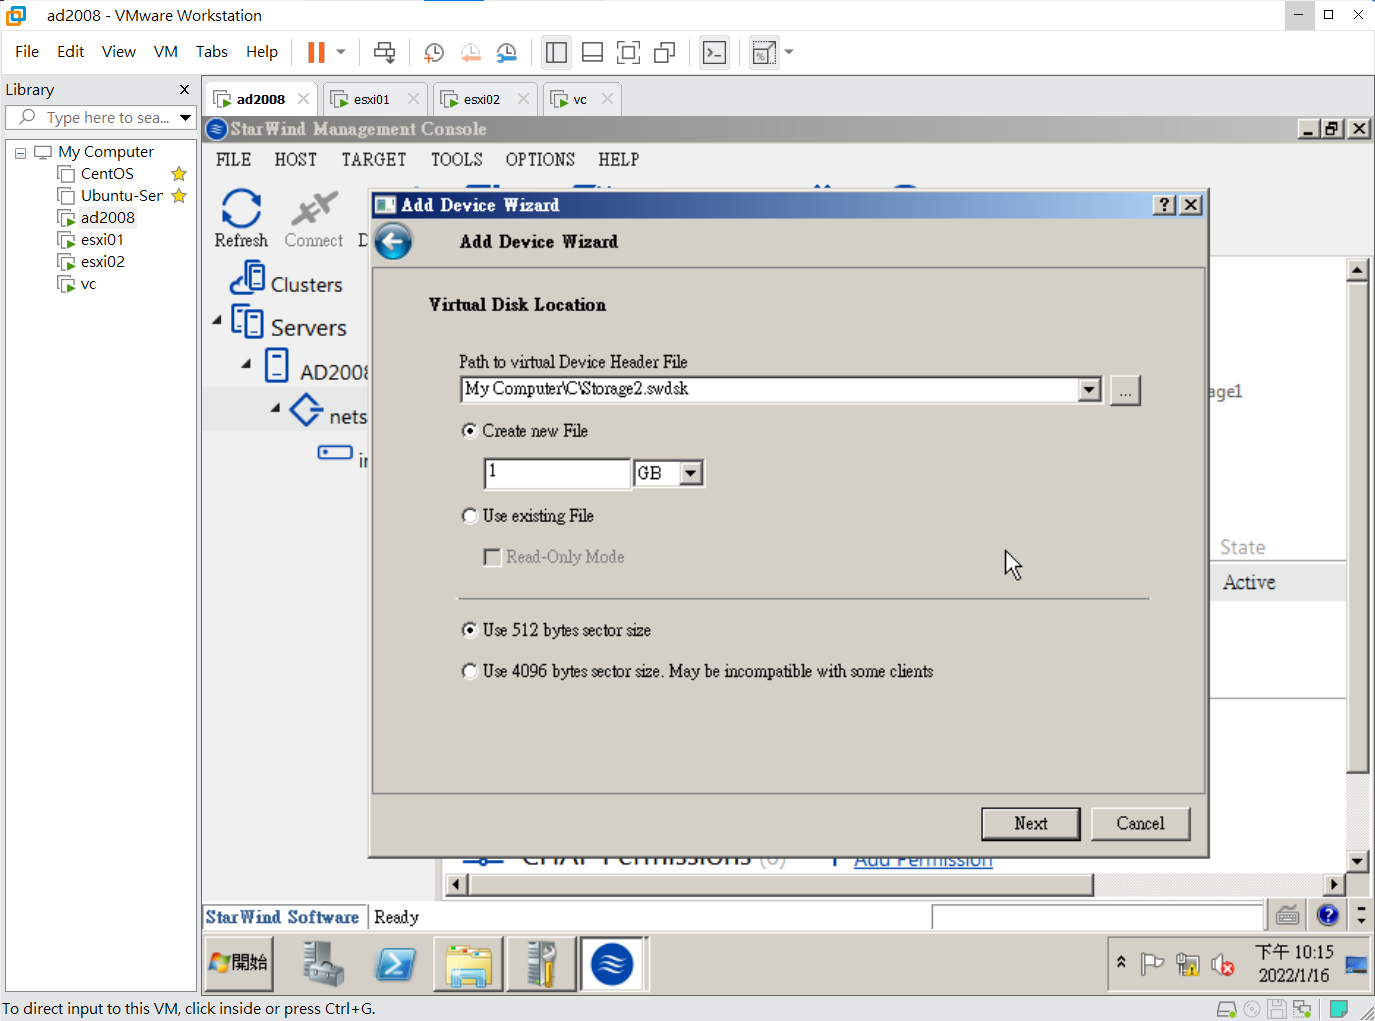 ad2008 - VMware Workstation
File Edit View VM Tabs Help
Library
Type here to sea...
My Computer
CentOS
Ubuntu-Ser
ad2008
esxi01
esxi02
vc
ad2008 esxi01 esxi02 vc
StarWind Management Console
FILE HOST TARGET TOOLS OPTIONS HELP
Refresh Connect D
Clusters
Servers
AD2008
nets
in
Add Device Wizard
Add Device Wizard
Virtual Disk Location
Path to virtual Device Header File
My Computer\C\Storage2.swdsk
...
Create new File
1 GB
Use existing File
Read-Only Mode
Use 512 bytes sector size
Use 4096 bytes sector size. May be incompatible with some clients
Next Cancel
age1
State
Active
CHAP Permissions (0) Add Permission
StarWind Software Ready
開始
下午 10:15
2022/1/16
To direct input to this VM, click inside or press Ctrl+G.